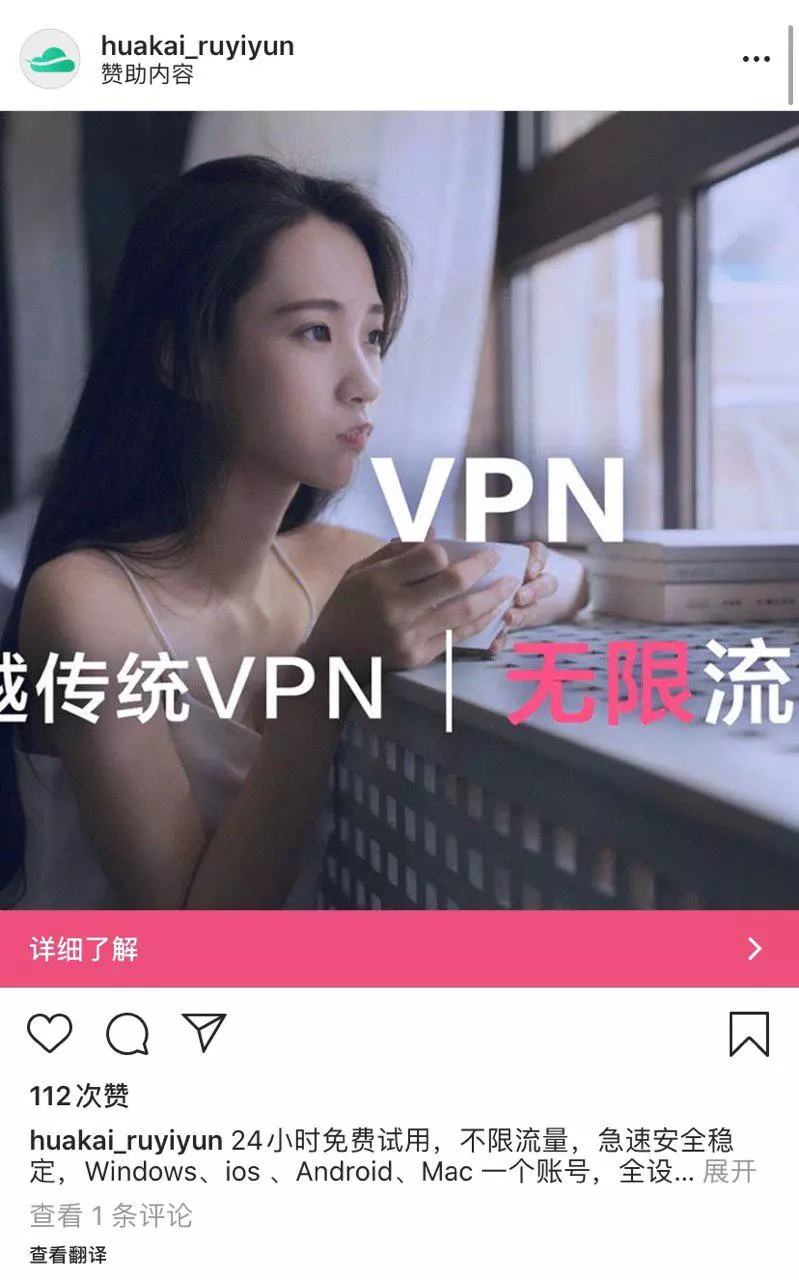 huakai_ruyiyun
赞助内容
VPN
越传统VPN | 无限流
详细了解
112次赞
huakai_ruyiyun 24小时免费试用，不限流量，急速安全稳
定，Windows、ios 、Android、Mac 一个账号，全设... 展开
查看 1 条评论
查看翻译